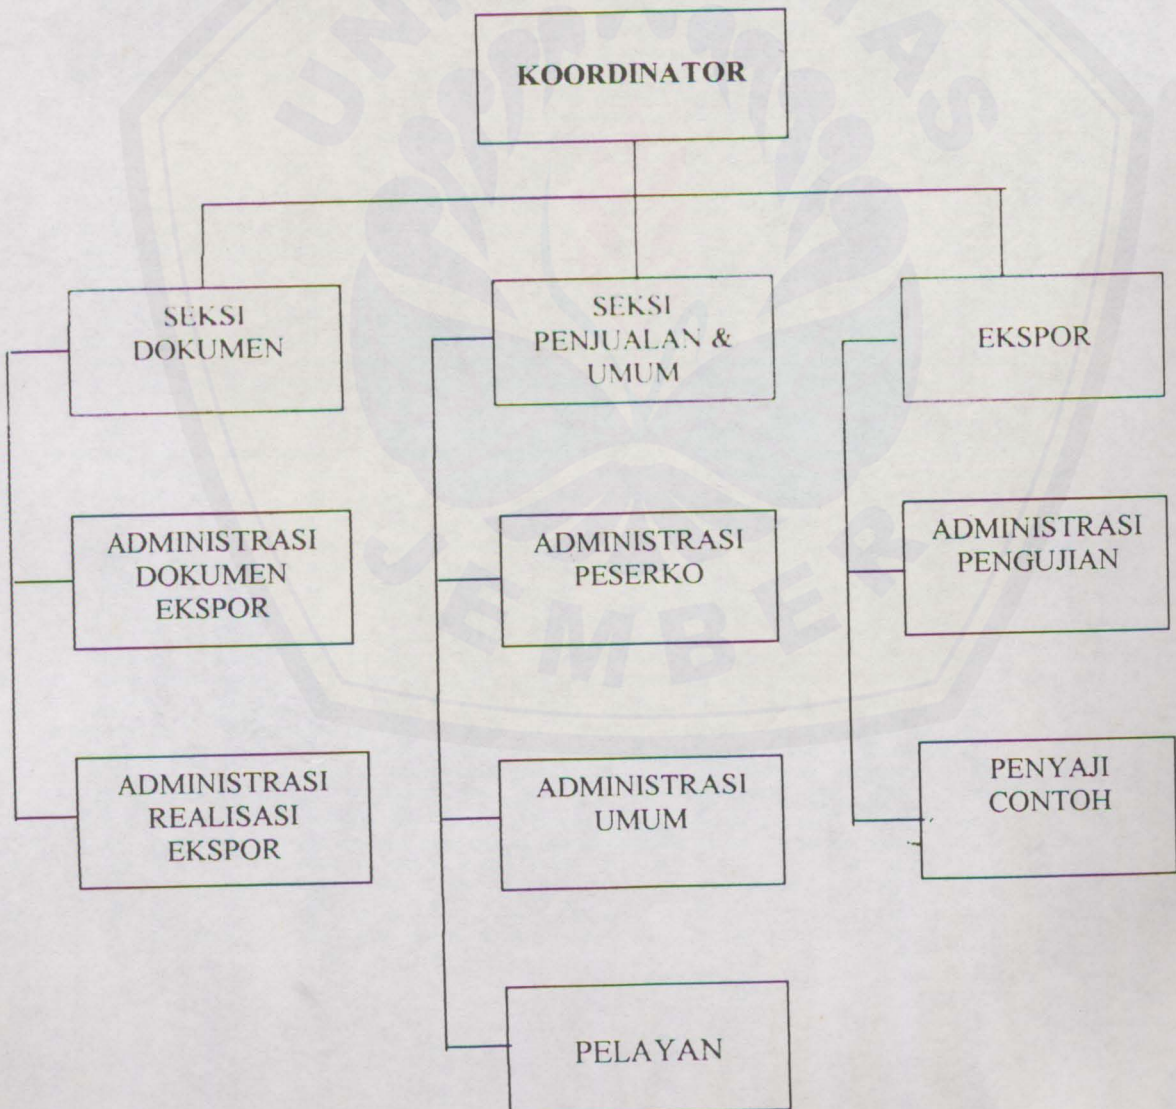 KOORDINATOR
SEKSI
DOKUMEN
SEKSI
PENJUALAN &
UMUM
EKSPOR
ADMINISTRASI
DOKUMEN
EKSPOR
ADMINISTRASI
PESERKO
ADMINISTRASI
PENGUJIAN
ADMINISTRASI
REALISASI
EKSPOR
ADMINISTRASI
UMUM
PENYAJI
CONTOH
PELAYAN
JEMBER